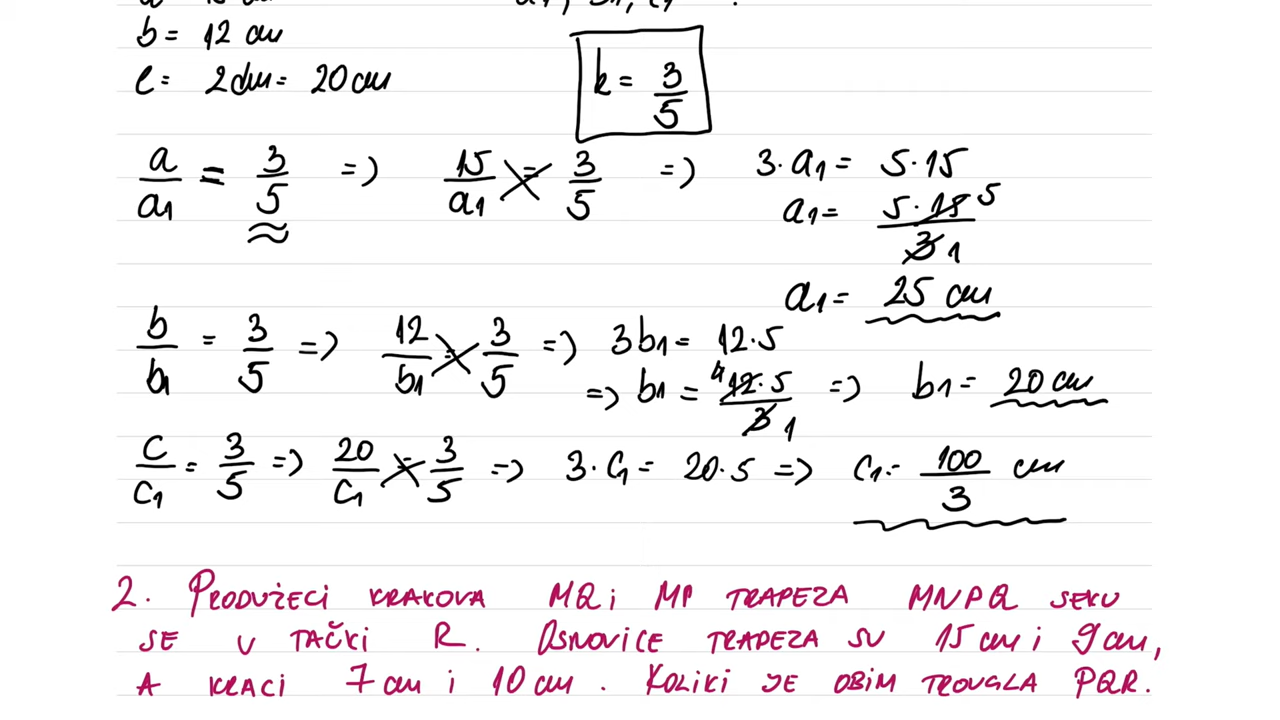 b = 12 cm
c = 2dm = 20 cm
k = 3/5
a/a1 = 3/5 => 15/a1 = 3/5 => 3·a1 = 5·15
a1 = 5·15 5/3 1
a1 = 25 cm
b/b1 = 3/5 => 12/b1 = 3/5 => 3b1 = 12·5
=> b1 = 4 12·5/3 1 => b1 = 20 cm
c/c1 = 3/5 => 20/c1 = 3/5 => 3·c1 = 20·5 => c1 = 100/3 cm
2. PRODUŽECI KRAKOVA MQ i MP TRAPEZA MNPQ SEKU
SE U TAČKI R. OSNOVICE TRAPEZA SU 15 cm i 9 cm,
A KRACI 7 cm i 10 cm. KOLIKI JE OBIM TROUGLA PQR.